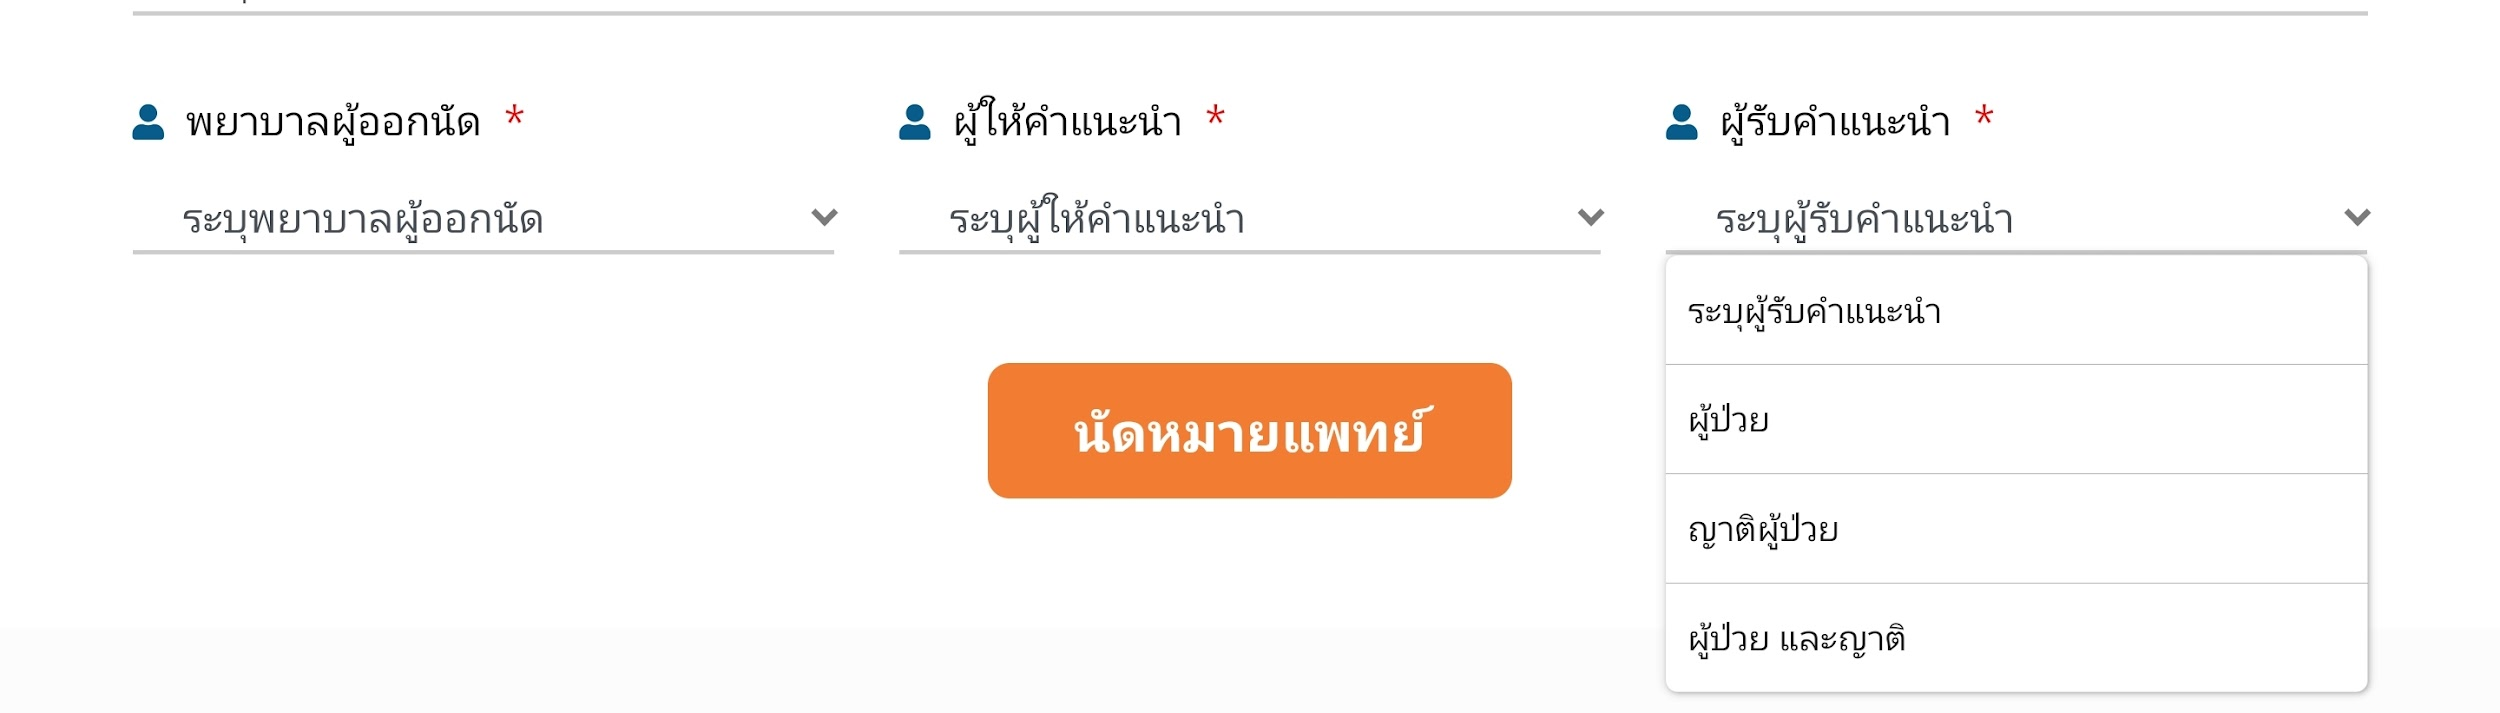 พยาบาลผู้ออกนัด * ผู้ให้คำแนะนำ * ผู้รับคำแนะนำ *
ระบุพยาบาลผู้ออกนัด ระบุผู้ให้คำแนะนำ ระบุผู้รับคำแนะนำ
ระบุผู้รับคำแนะนำ
ผู้ป่วย
นัดหมายแพทย์
ญาติผู้ป่วย
ผู้ป่วย และญาติ